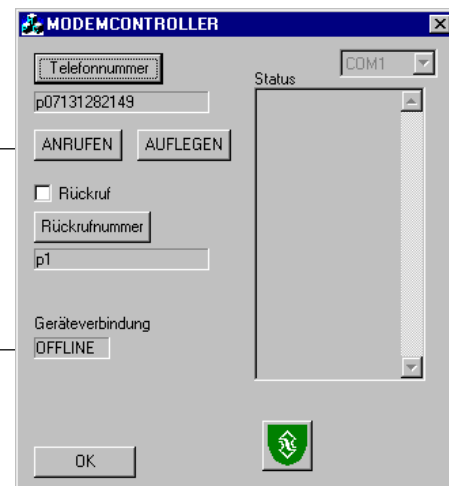 MODEMCONTROLLER
Telefonnummer
COM1
Status
p07131282149
ANRUFEN AUFLEGEN
Rückruf
Rückrufnummer
p1
Geräteverbindung
OFFLINE
OK